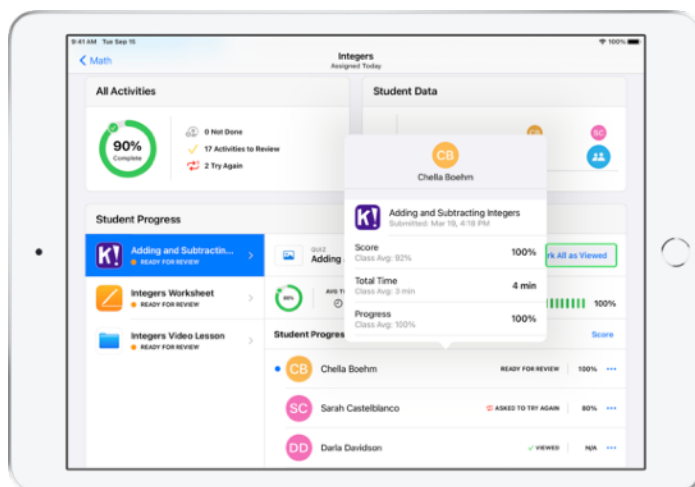 9:41 AM Tue Sep 15
100%
Math
Integers
Assigned Today
All Activities
90%
Complete
0 Not Done
17 Activities to Review
2 Try Again
Student Data
CB
SC
CB
Chella Boehm
K!
Adding and Subtracting Integers
Submitted: Mar 19, 4:18 PM
Score
Class Avg: 92%
100%
Total Time
Class Avg: 3 min
4 min
Progress
Class Avg: 100%
100%
Student Progress
K!
Adding and Subtractin...
READY FOR REVIEW
Integers Worksheet
READY FOR REVIEW
Integers Video Lesson
READY FOR REVIEW
QUIZ
Adding
rk All as Viewed
AVG T
100%
Student Progres
Score
CB
Chella Boehm
READY FOR REVIEW
100%
SC
Sarah Castelblanco
ASKED TO TRY AGAIN
80%
DD
Darla Davidson
VIEWED
N/A